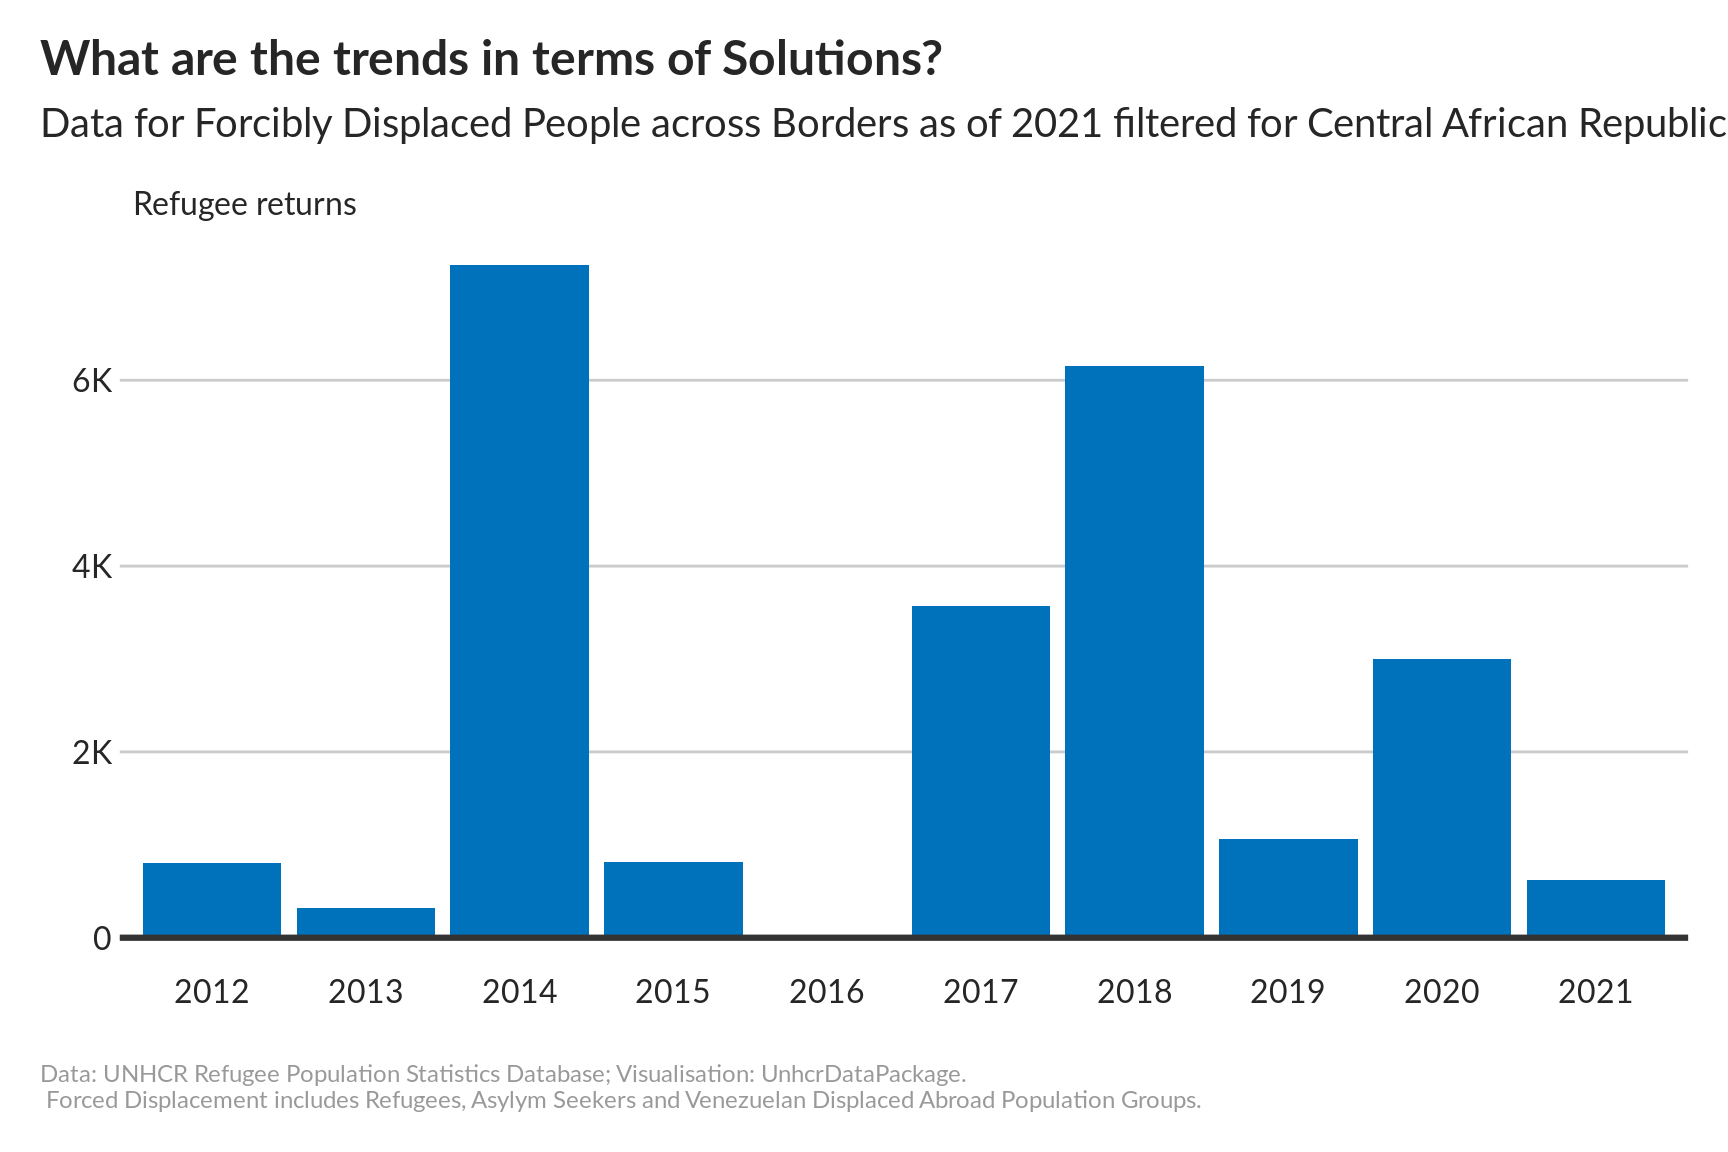 What are the trends in terms of Solutions?
Data for Forcibly Displaced People across Borders as of 2021 filtered for Central African Republic
Refugee returns
6K
4K
2K
0
2012 2013 2014 2015 2016 2017 2018 2019 2020 2021
Data: UNHCR Refugee Population Statistics Database; Visualisation: UnhcrDataPackage.
Forced Displacement includes Refugees, Asylym Seekers and Venezuelan Displaced Abroad Population Groups.